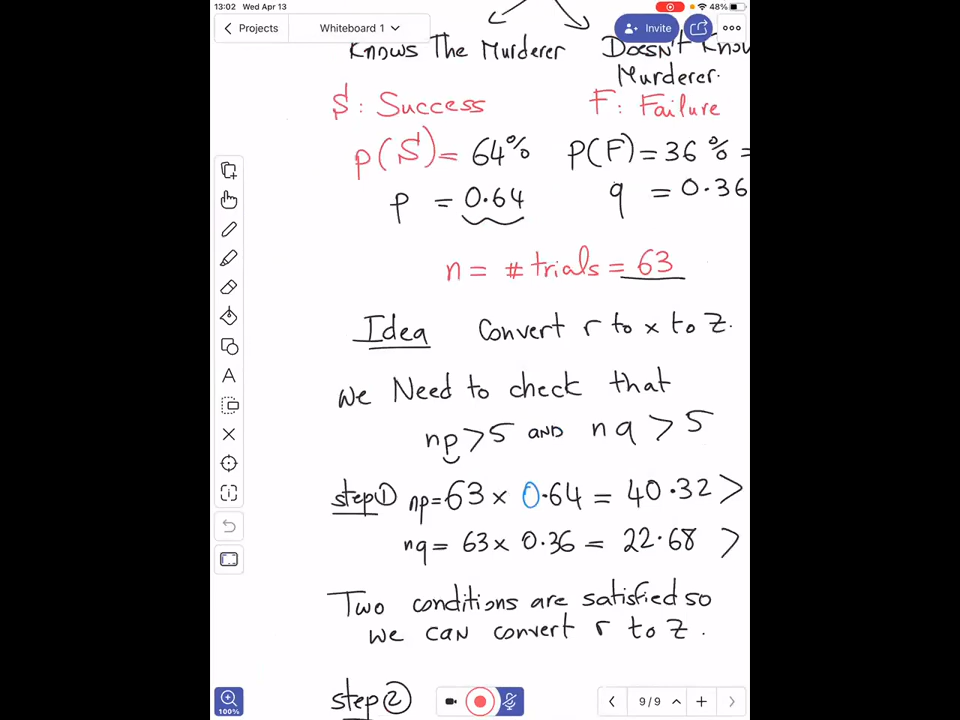 13:02 Wed Apr 13
48%
Projects
Whiteboard 1
Invite
Knows The Murderer
Doesn't Know
Murderer.
S: Success
F: Failure
p(S) = 64%
P(F) = 36% =
p = 0.64
q = 0.36
n = # trials = 63
Idea Convert r to x to z.
we Need to check that
np > 5 AND nq > 5
step① np = 63 × 0.64 = 40.32 >
nq = 63 × 0.36 = 22.68 >
Two conditions are satisfied so
we can convert r to z.
step②
A
100%
9/9